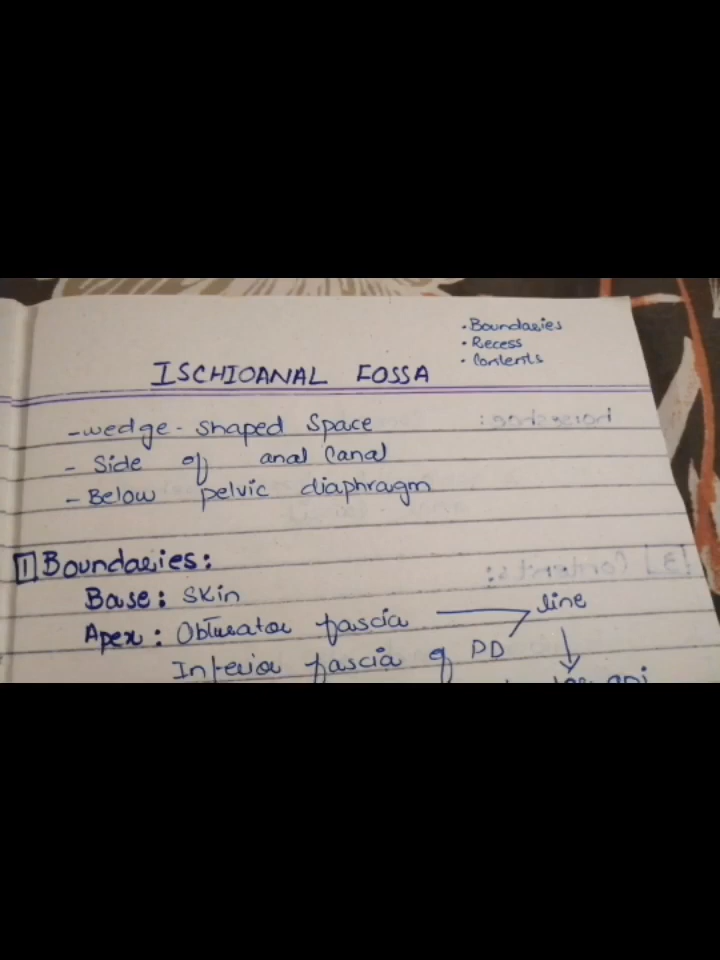 • Boundaries
• Recess
• Contents
ISCHIOANAL FOSSA
- wedge - shaped Space
- Side of anal Canal
- Below pelvic diaphragm
1 Boundaries:
Base: Skin
Apex: Obturator fascia line
Inferior fascia of PD